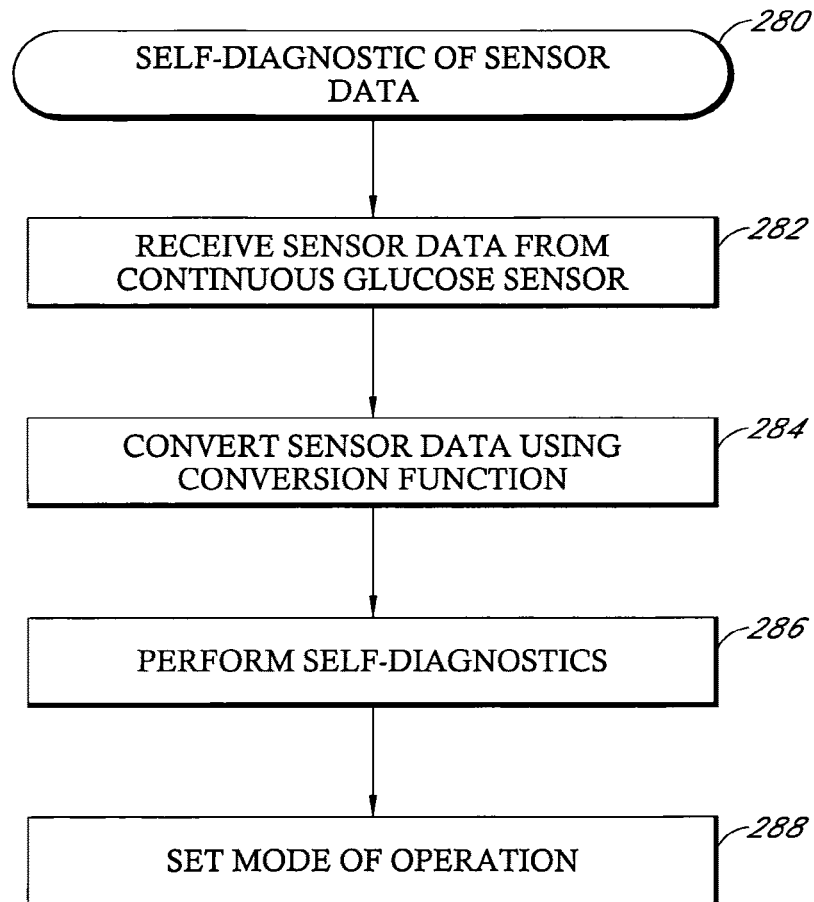 280
SELF-DIAGNOSTIC OF SENSOR
DATA
282
RECEIVE SENSOR DATA FROM
CONTINUOUS GLUCOSE SENSOR
284
CONVERT SENSOR DATA USING
CONVERSION FUNCTION
286
PERFORM SELF-DIAGNOSTICS
288
SET MODE OF OPERATION